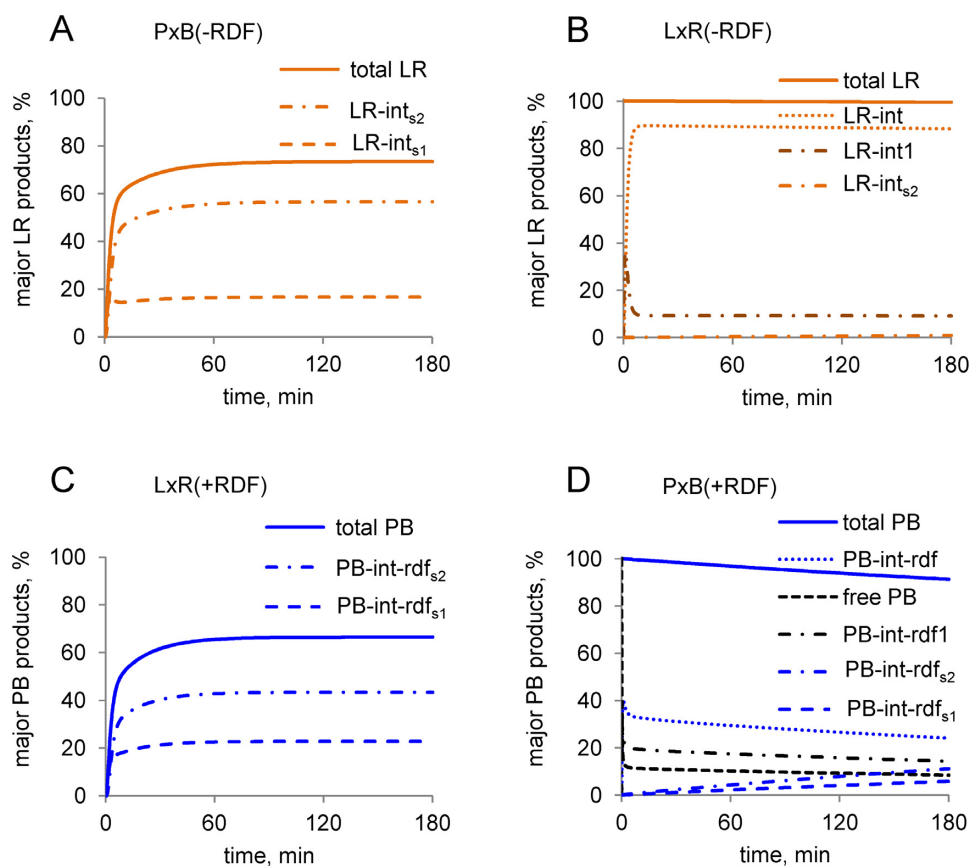 A PxB(-RDF)
total LR
LR-ints2
LR-ints1
major LR products, %
100
80
60
40
20
0
0 60 120 180
time, min
B LxR(-RDF)
total LR
LR-int
LR-int1
LR-ints2
major LR products, %
100
80
60
40
20
0
0 60 120 180
time, min
C LxR(+RDF)
total PB
PB-int-rdfs2
PB-int-rdfs1
major PB products, %
100
80
60
40
20
0
0 60 120 180
time, min
D PxB(+RDF)
total PB
PB-int-rdf
free PB
PB-int-rdf1
PB-int-rdfs2
PB-int-rdfs1
major PB products, %
100
80
60
40
20
0
0 60 120 180
time, min